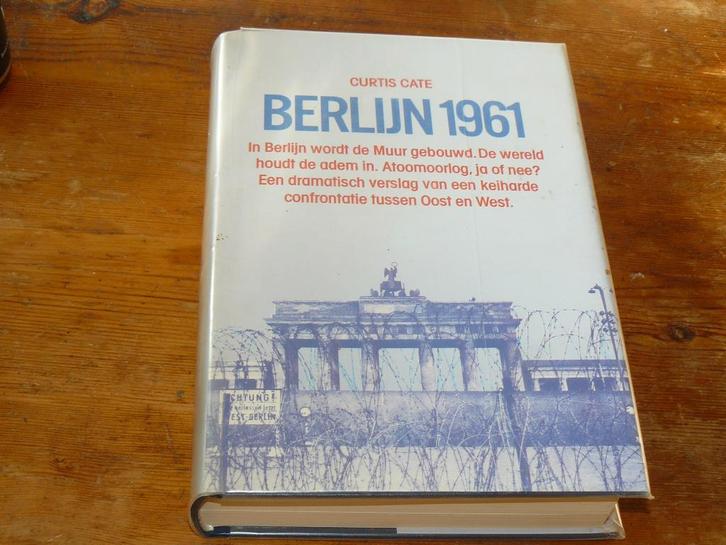 CURTIS CATE
BERLIJN 1961
In Berlijn wordt de Muur gebouwd. De wereld
houdt de adem in. Atoomoorlog, ja of nee?
Een dramatisch verslag van een keiharde
confrontatie tussen Oost en West.
CHTUNG!
EST-BERLIN